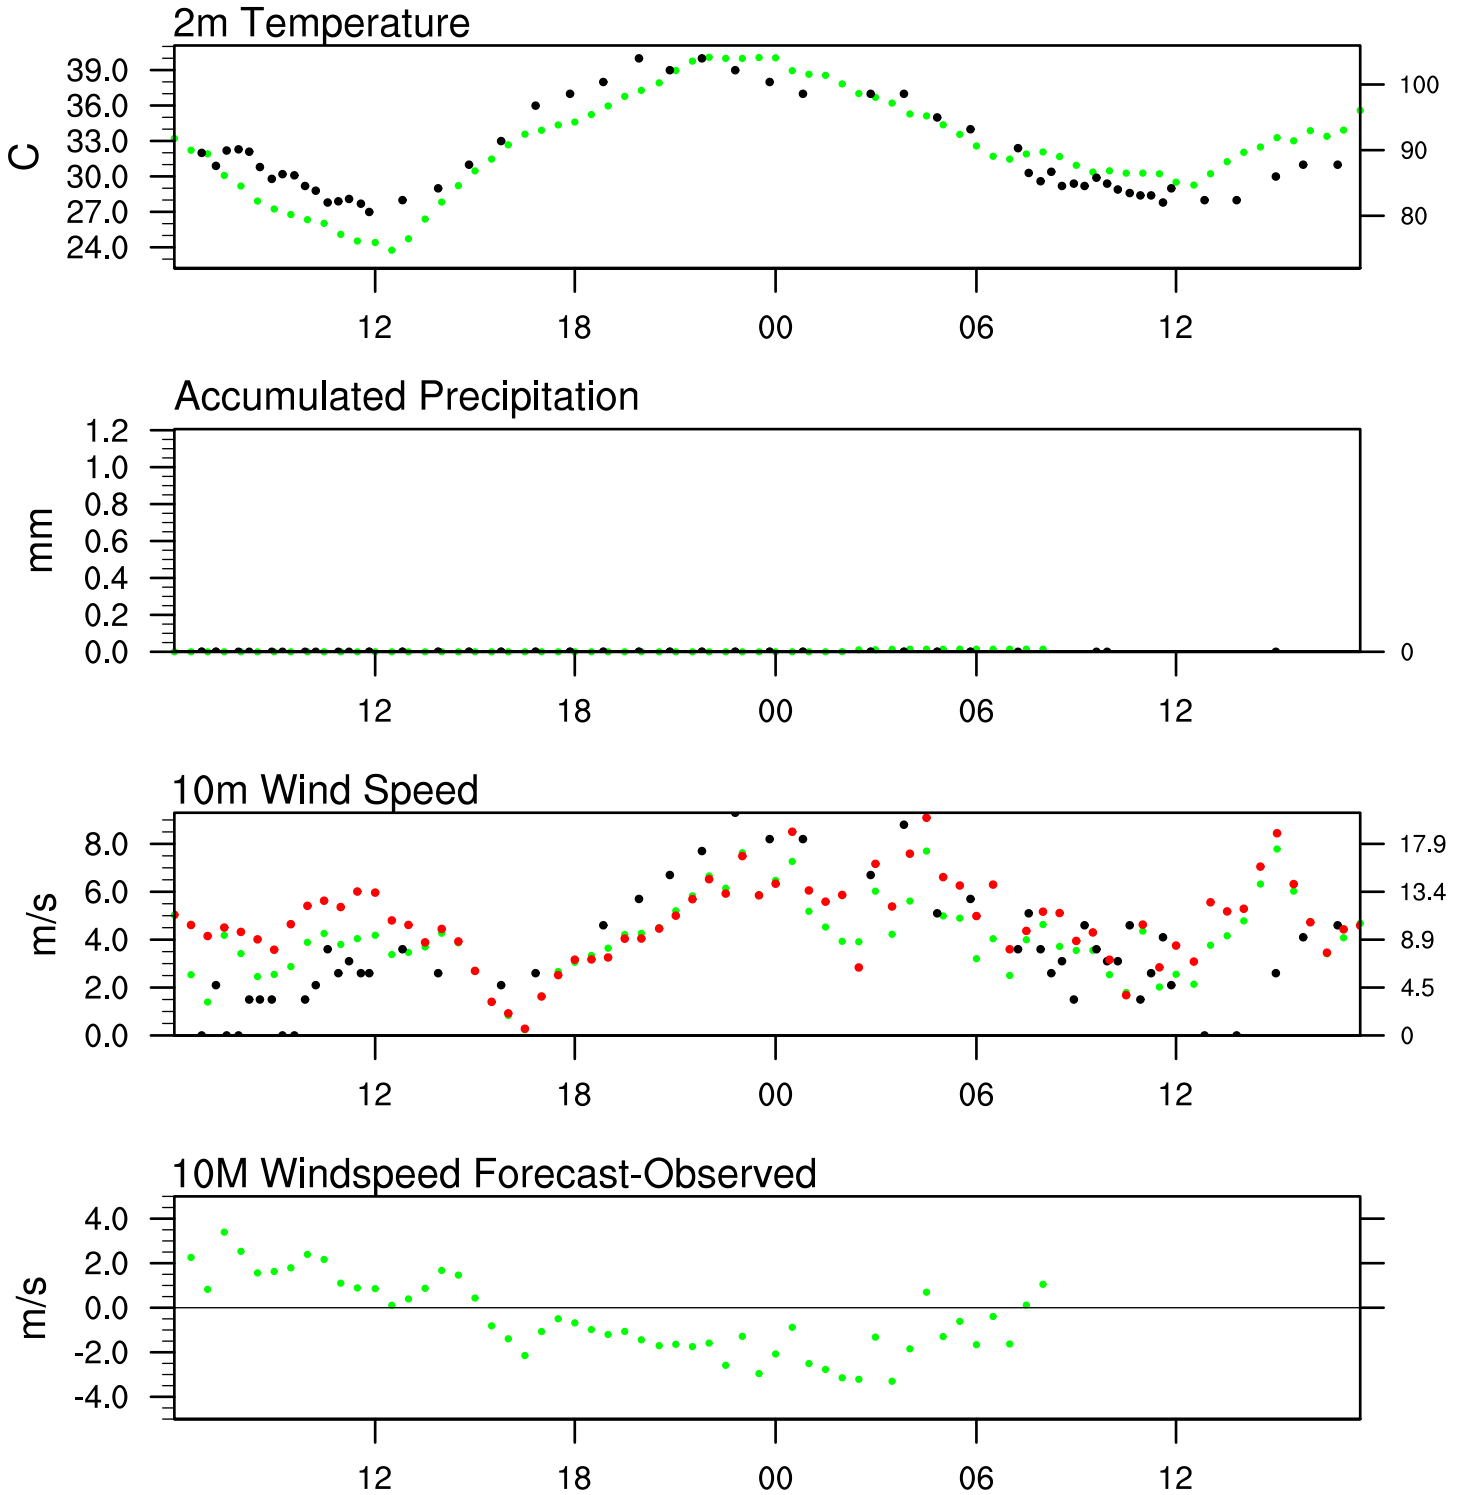 2m Temperature
39.0
36.0
33.0
30.0
27.0
24.0
C
100
90
80
12 18 00 06 12
Accumulated Precipitation
1.2
1.0
0.8
0.6
0.4
0.2
0.0
mm
0
12 18 00 06 12
10m Wind Speed
8.0
6.0
4.0
2.0
0.0
m/s
17.9
13.4
8.9
4.5
0
12 18 00 06 12
10M Windspeed Forecast-Observed
4.0
2.0
0.0
-2.0
-4.0
m/s
12 18 00 06 12